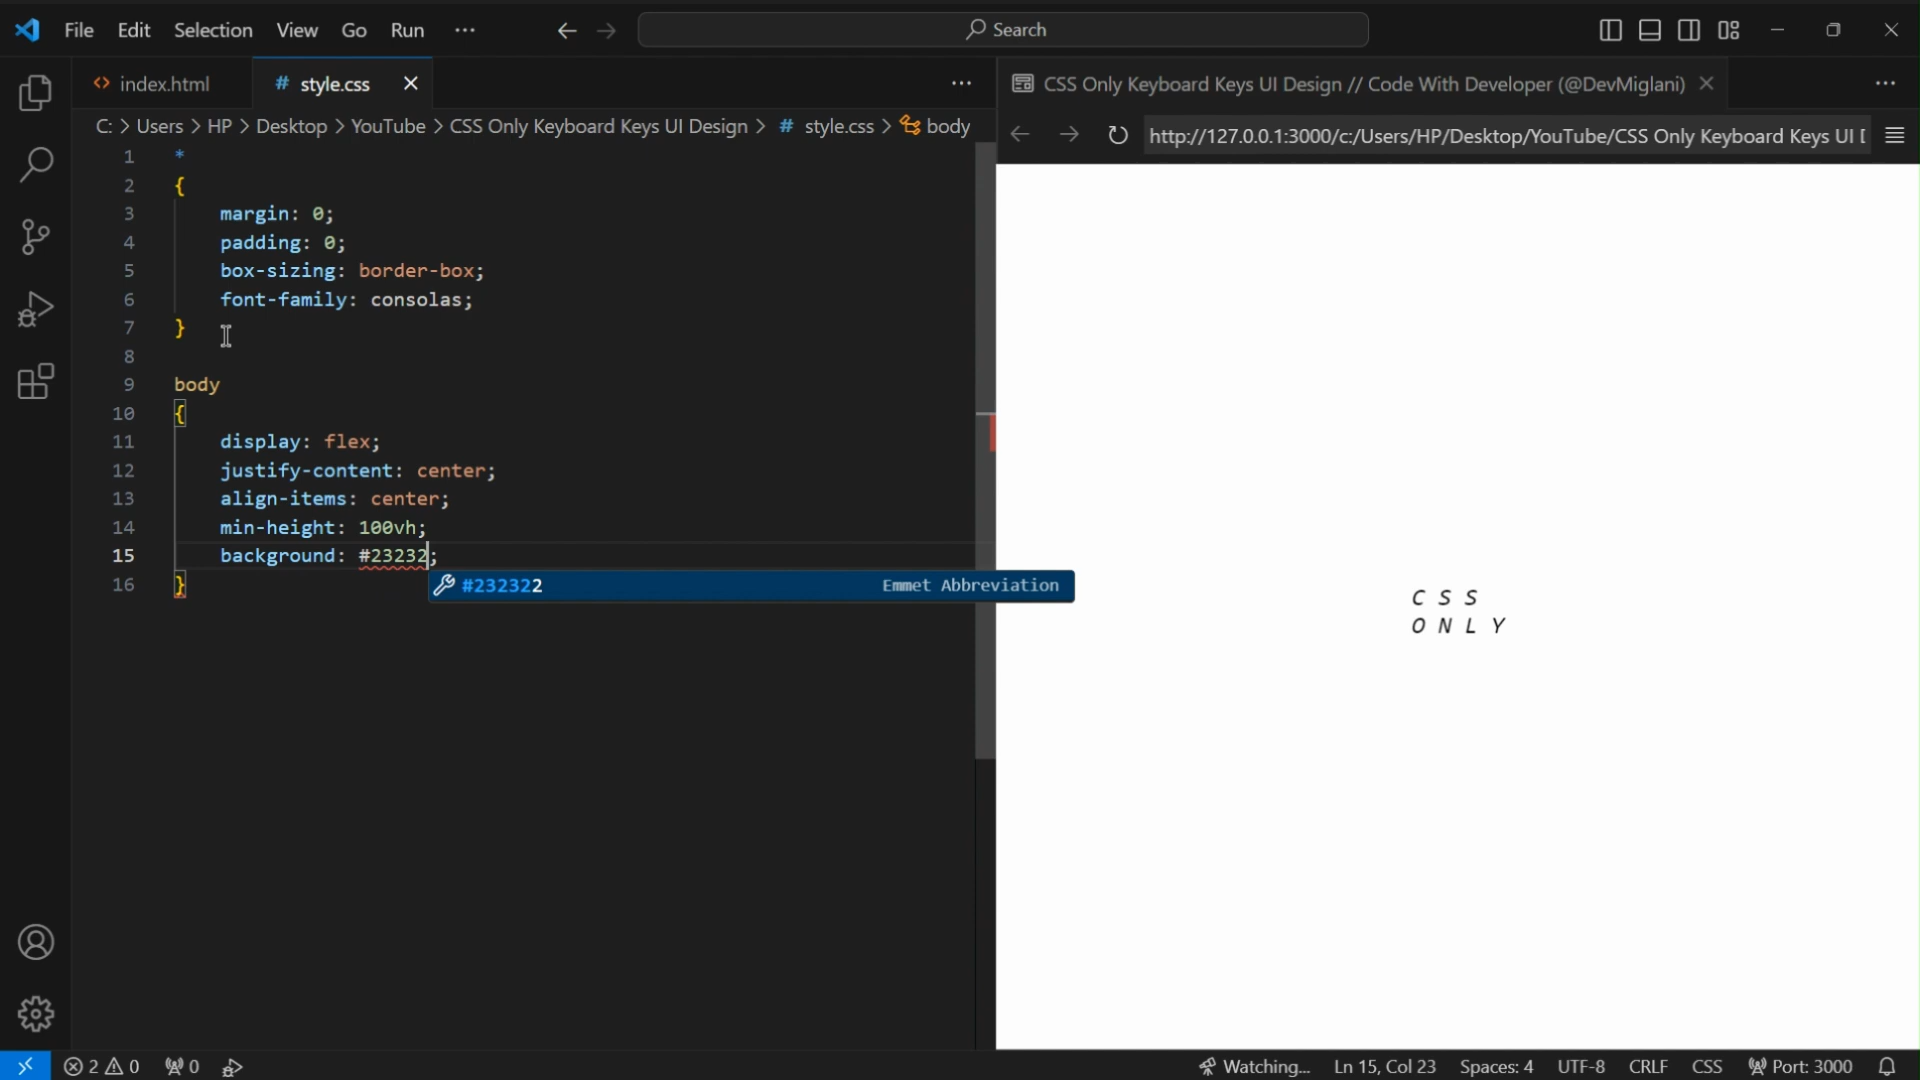 File Edit Selection View Go Run ··· Search
index.html # style.css
CSS Only Keyboard Keys UI Design // Code With Developer (@DevMiglani)
C: > Users > HP > Desktop > YouTube > CSS Only Keyboard Keys UI Design > # style.css > body
http://127.0.0.1:3000/c:/Users/HP/Desktop/YouTube/CSS Only Keyboard Keys UI D
1 *
2 {
3 margin: 0;
4 padding: 0;
5 box-sizing: border-box;
6 font-family: consolas;
7 }
8
9 body
10 {
11 display: flex;
12 justify-content: center;
13 align-items: center;
14 min-height: 100vh;
15 background: #23232;
16 }
#232322 Emmet Abbreviation
C S S
O N L Y
2 0 0
Watching... Ln 15, Col 23 Spaces: 4 UTF-8 CRLF CSS Port: 3000